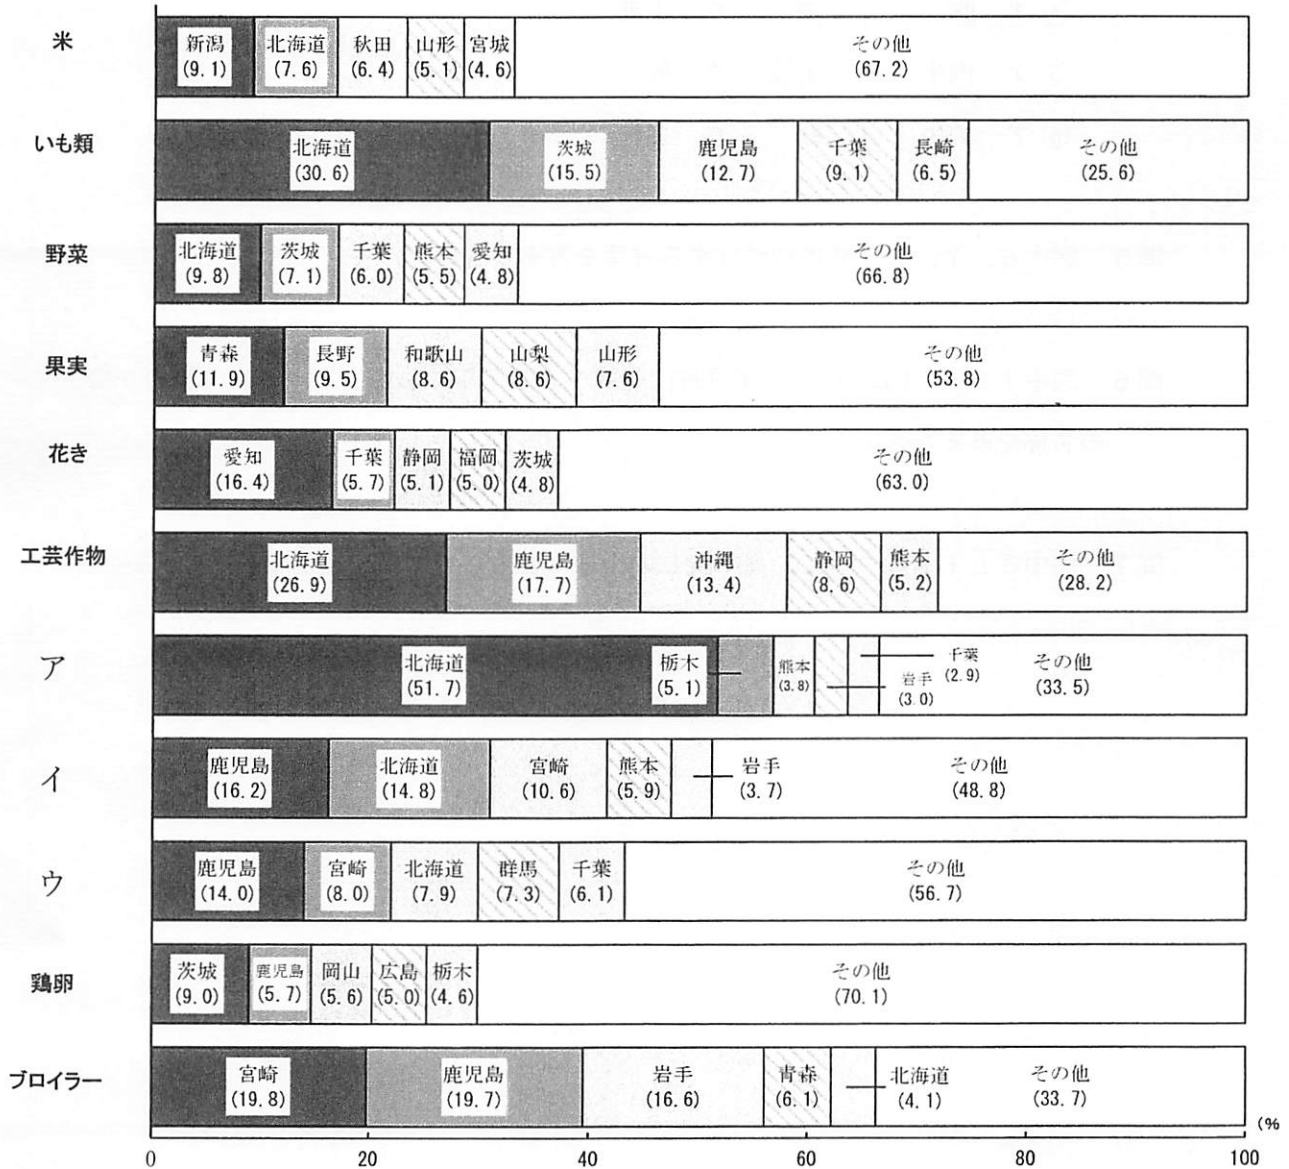 米
新潟 北海道 秋田 山形 宮城 その他
(9.1) (7.6) (6.4) (5.1) (4.6) (67.2)
いも類
北海道 茨城 鹿児島 千葉 長崎 その他
(30.6) (15.5) (12.7) (9.1) (6.5) (25.6)
野菜
北海道 茨城 千葉 熊本 愛知 その他
(9.8) (7.1) (6.0) (5.5) (4.8) (66.8)
果実
青森 長野 和歌山 山梨 山形 その他
(11.9) (9.5) (8.6) (8.6) (7.6) (53.8)
花き
愛知 千葉 静岡 福岡 茨城 その他
(16.4) (5.7) (5.1) (5.0) (4.8) (63.0)
工芸作物
北海道 鹿児島 沖縄 静岡 熊本 その他
(26.9) (17.7) (13.4) (8.6) (5.2) (28.2)
ア
北海道 栃木 熊本 岩手 千葉 その他
(51.7) (5.1) (3.8) (3.0) (2.9) (33.5)
イ
鹿児島 北海道 宮崎 熊本 岩手 その他
(16.2) (14.8) (10.6) (5.9) (3.7) (48.8)
ウ
鹿児島 宮崎 北海道 群馬 千葉 その他
(14.0) (8.0) (7.9) (7.3) (6.1) (56.7)
鶏卵
茨城 鹿児島 岡山 広島 栃木 その他
(9.0) (5.7) (5.6) (5.0) (4.6) (70.1)
ブロイラー
宮崎 鹿児島 岩手 青森 北海道 その他
(19.8) (19.7) (16.6) (6.1) (4.1) (33.7)
(%
0 20 40 60 80 100